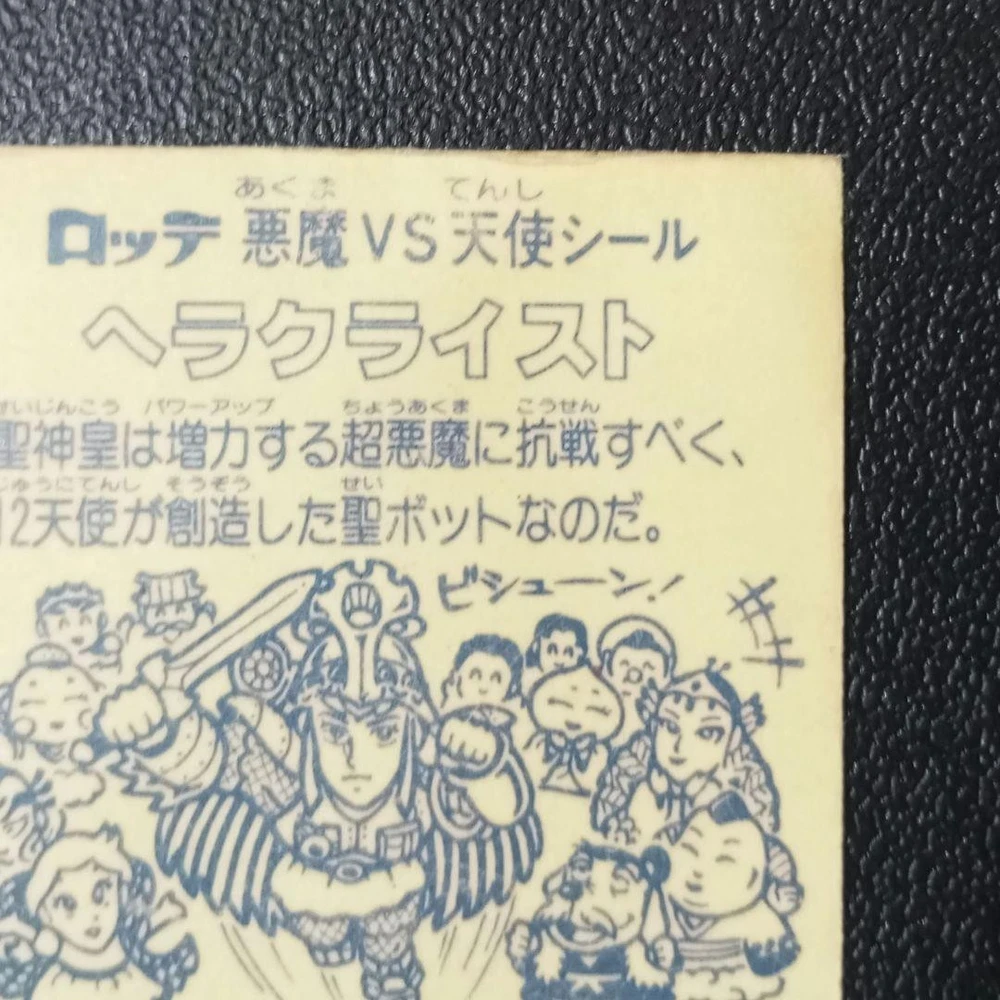 あくま てんし
ロッテ 悪魔VS天使シール
ヘラクライスト
せいじんこう パワーアップ ちょうあくま こうせん
聖神皇は増力する超悪魔に抗戦すべく、
じゅうにてんし そうぞう せい
12天使が創造した聖ボットなのだ。
ビシューン!